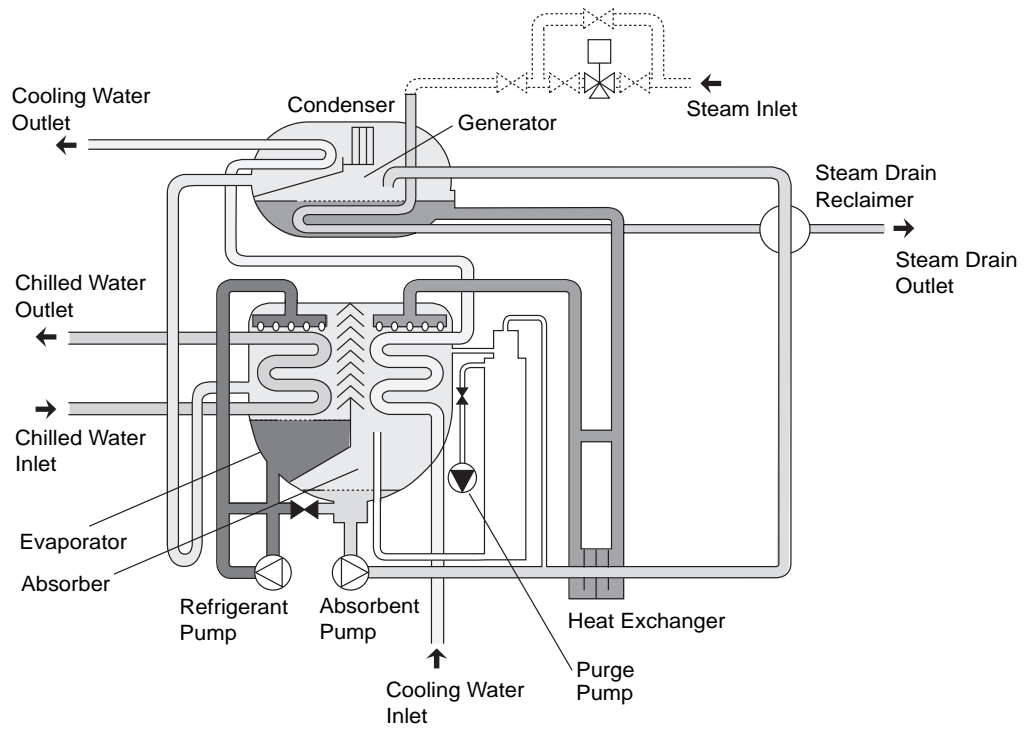 Cooling Water
Outlet
Condenser
Generator
Steam Inlet
Steam Drain
Reclaimer
Steam Drain
Outlet
Chilled Water
Outlet
Chilled Water
Inlet
Evaporator
Absorber
Refrigerant
Pump
Absorbent
Pump
Heat Exchanger
Purge
Pump
Cooling Water
Inlet